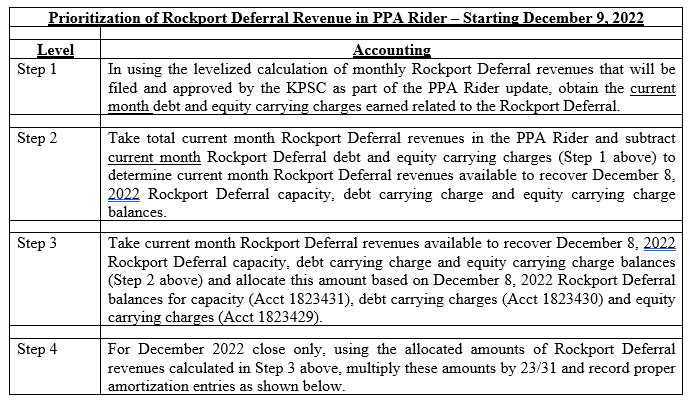 Prioritization of Rockport Deferral Revenue in PPA Rider – Starting December 9, 2022
Level Accounting
Step 1 In using the levelized calculation of monthly Rockport Deferral revenues that will be
filed and approved by the KPSC as part of the PPA Rider update, obtain the current
month debt and equity carrying charges earned related to the Rockport Deferral.
Step 2 Take total current month Rockport Deferral revenues in the PPA Rider and subtract
current month Rockport Deferral debt and equity carrying charges (Step 1 above) to
determine current month Rockport Deferral revenues available to recover December 8,
2022 Rockport Deferral capacity, debt carrying charge and equity carrying charge
balances.
Step 3 Take current month Rockport Deferral revenues available to recover December 8, 2022
Rockport Deferral capacity, debt carrying charge and equity carrying charge balances
(Step 2 above) and allocate this amount based on December 8, 2022 Rockport Deferral
balances for capacity (Acct 1823431), debt carrying charges (Acct 1823430) and equity
carrying charges (Acct 1823429).
Step 4 For December 2022 close only, using the allocated amounts of Rockport Deferral
revenues calculated in Step 3 above, multiply these amounts by 23/31 and record proper
amortization entries as shown below.